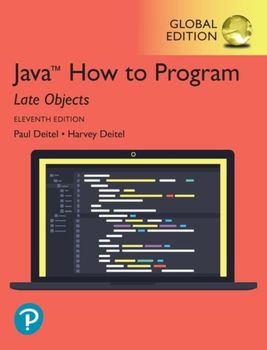 GLOBAL
EDITION
Java™ How to Program
Late Objects
ELEVENTH EDITION
Paul Deitel • Harvey Deitel
P